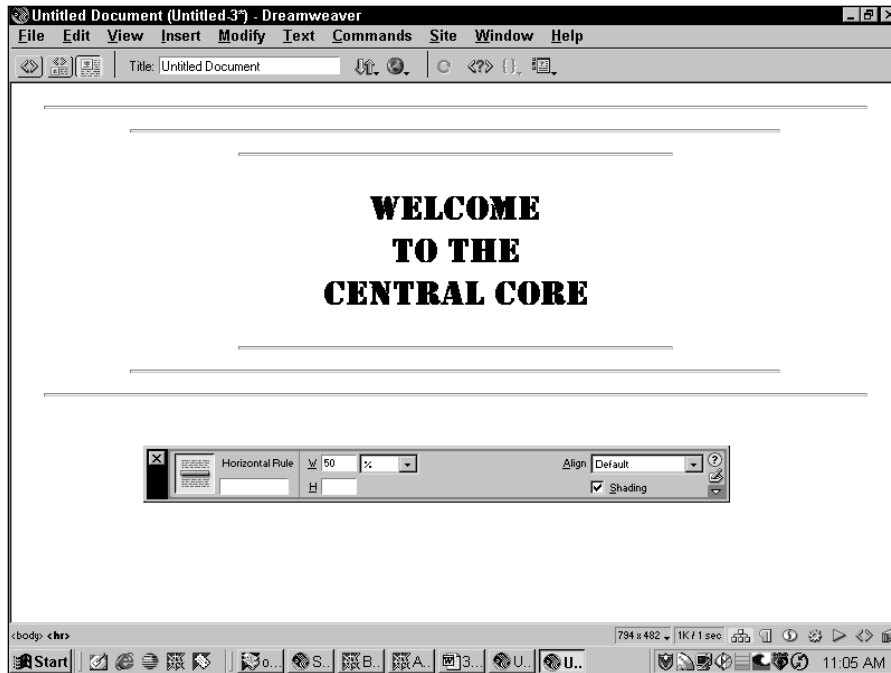 Untitled Document (Untitled-3*) - Dreamweaver
File Edit View Insert Modify Text Commands Site Window Help
Title: Untitled Document
WELCOME
TO THE
CENTRAL CORE
Horizontal Rule W 50 % Align Default
H Shading
<body> <hr> 794 x 482 1K / 1 sec
Start o... S.. B.. A.. 3... U.. U.. 11:05 AM